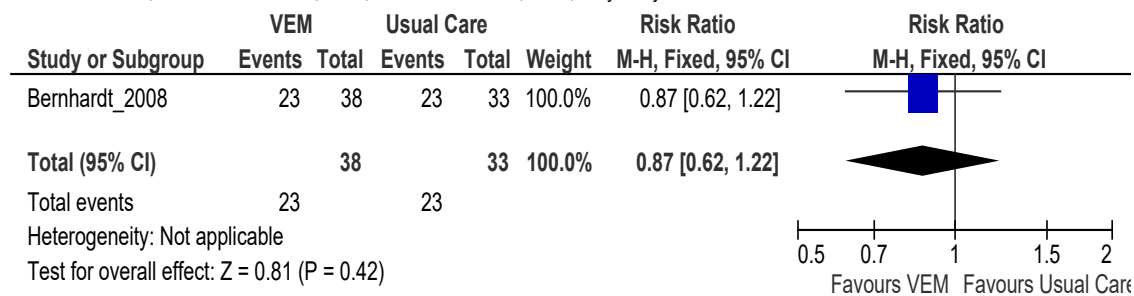 VEM Usual Care Risk Ratio Risk Ratio
Study or Subgroup Events Total Events Total Weight M-H, Fixed, 95% CI M-H, Fixed, 95% CI
Bernhardt_2008 23 38 23 33 100.0% 0.87 [0.62, 1.22]
Total (95% CI) 38 33 100.0% 0.87 [0.62, 1.22]
Total events 23 23
Heterogeneity: Not applicable
Test for overall effect: Z = 0.81 (P = 0.42)
0.5 0.7 1 1.5 2
Favours VEM Favours Usual Care